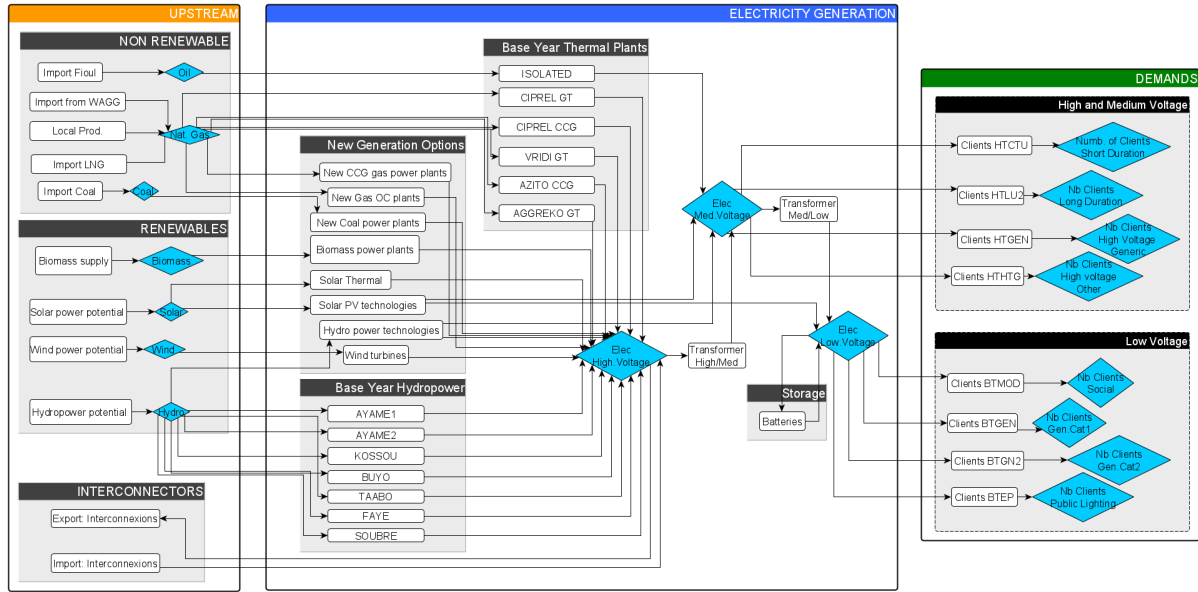 UPSTREAM
NON RENEWABLE
Import Fioul
Oil
Import from WAGG
Local Prod.
Nat. Gas
Import LNG
Import Coal
Coal
RENEWABLES
Biomass supply
Biomass
Solar power potential
Solar
Wind power potential
Wind
Hydropower potential
Hydro
INTERCONNECTORS
Export: Interconnexions
Import: Interconnexions
ELECTRICITY GENERATION
Base Year Thermal Plants
ISOLATED
CIPREL GT
CIPREL CCG
VRIDI GT
AZITO CCG
AGGREKO GT
New Generation Options
New CCG gas power plants
New Gas OC plants
New Coal power plants
Biomass power plants
Solar Thermal
Solar PV technologies
Hydro power technologies
Wind turbines
Base Year Hydropower
AYAME1
AYAME2
KOSSOU
BUYO
TAABO
FAYE
SOUBRE
Elec
High.Voltage
Transformer
High/Med
Elec
Med.Voltage
Transformer
Med/Low
Elec
Low.Voltage
Storage
Batteries
DEMANDS
High and Medium Voltage
Clients HTCTU
Numb. of Clients
Short Duration
Clients HTLU2
Nb Clients
Long Duration
Clients HTGEN
Nb Clients
High Voltage
Generic
Clients HTHTG
Nb Clients
High voltage
Other
Low Voltage
Clients BTMOD
Nb Clients
Social
Clients BTGEN
Nb Clients
Gen.Cat1
Clients BTGN2
Nb Clients
Gen.Cat2
Clients BTEP
Nb Clients
Public Lighting